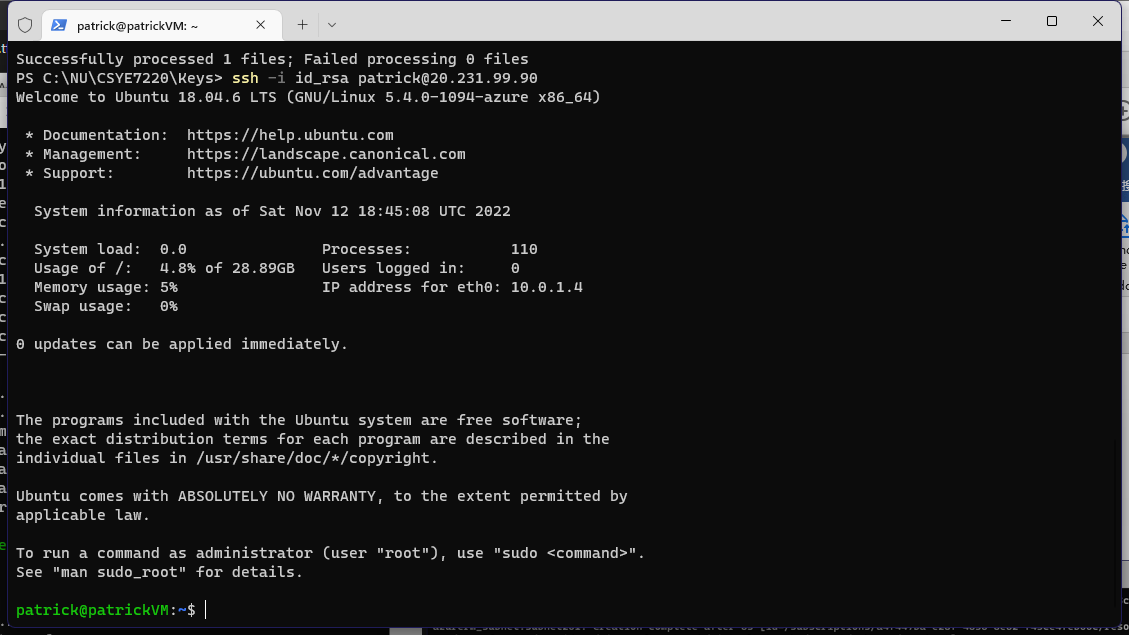 patrick@patrickVM: ~
Successfully processed 1 files; Failed processing 0 files
PS C:\NU\CSYE7220\Keys> ssh -i id_rsa patrick@20.231.99.90
Welcome to Ubuntu 18.04.6 LTS (GNU/Linux 5.4.0-1094-azure x86_64)
* Documentation:  https://help.ubuntu.com
* Management:     https://landscape.canonical.com
* Support:        https://ubuntu.com/advantage
System information as of Sat Nov 12 18:45:08 UTC 2022
System load:  0.0               Processes:           110
Usage of /:   4.8% of 28.89GB   Users logged in:     0
Memory usage: 5%                IP address for eth0: 10.0.1.4
Swap usage:   0%
0 updates can be applied immediately.
The programs included with the Ubuntu system are free software;
the exact distribution terms for each program are described in the
individual files in /usr/share/doc/*/copyright.
Ubuntu comes with ABSOLUTELY NO WARRANTY, to the extent permitted by
applicable law.
To run a command as administrator (user "root"), use "sudo <command>".
See "man sudo_root" for details.
patrick@patrickVM:~$